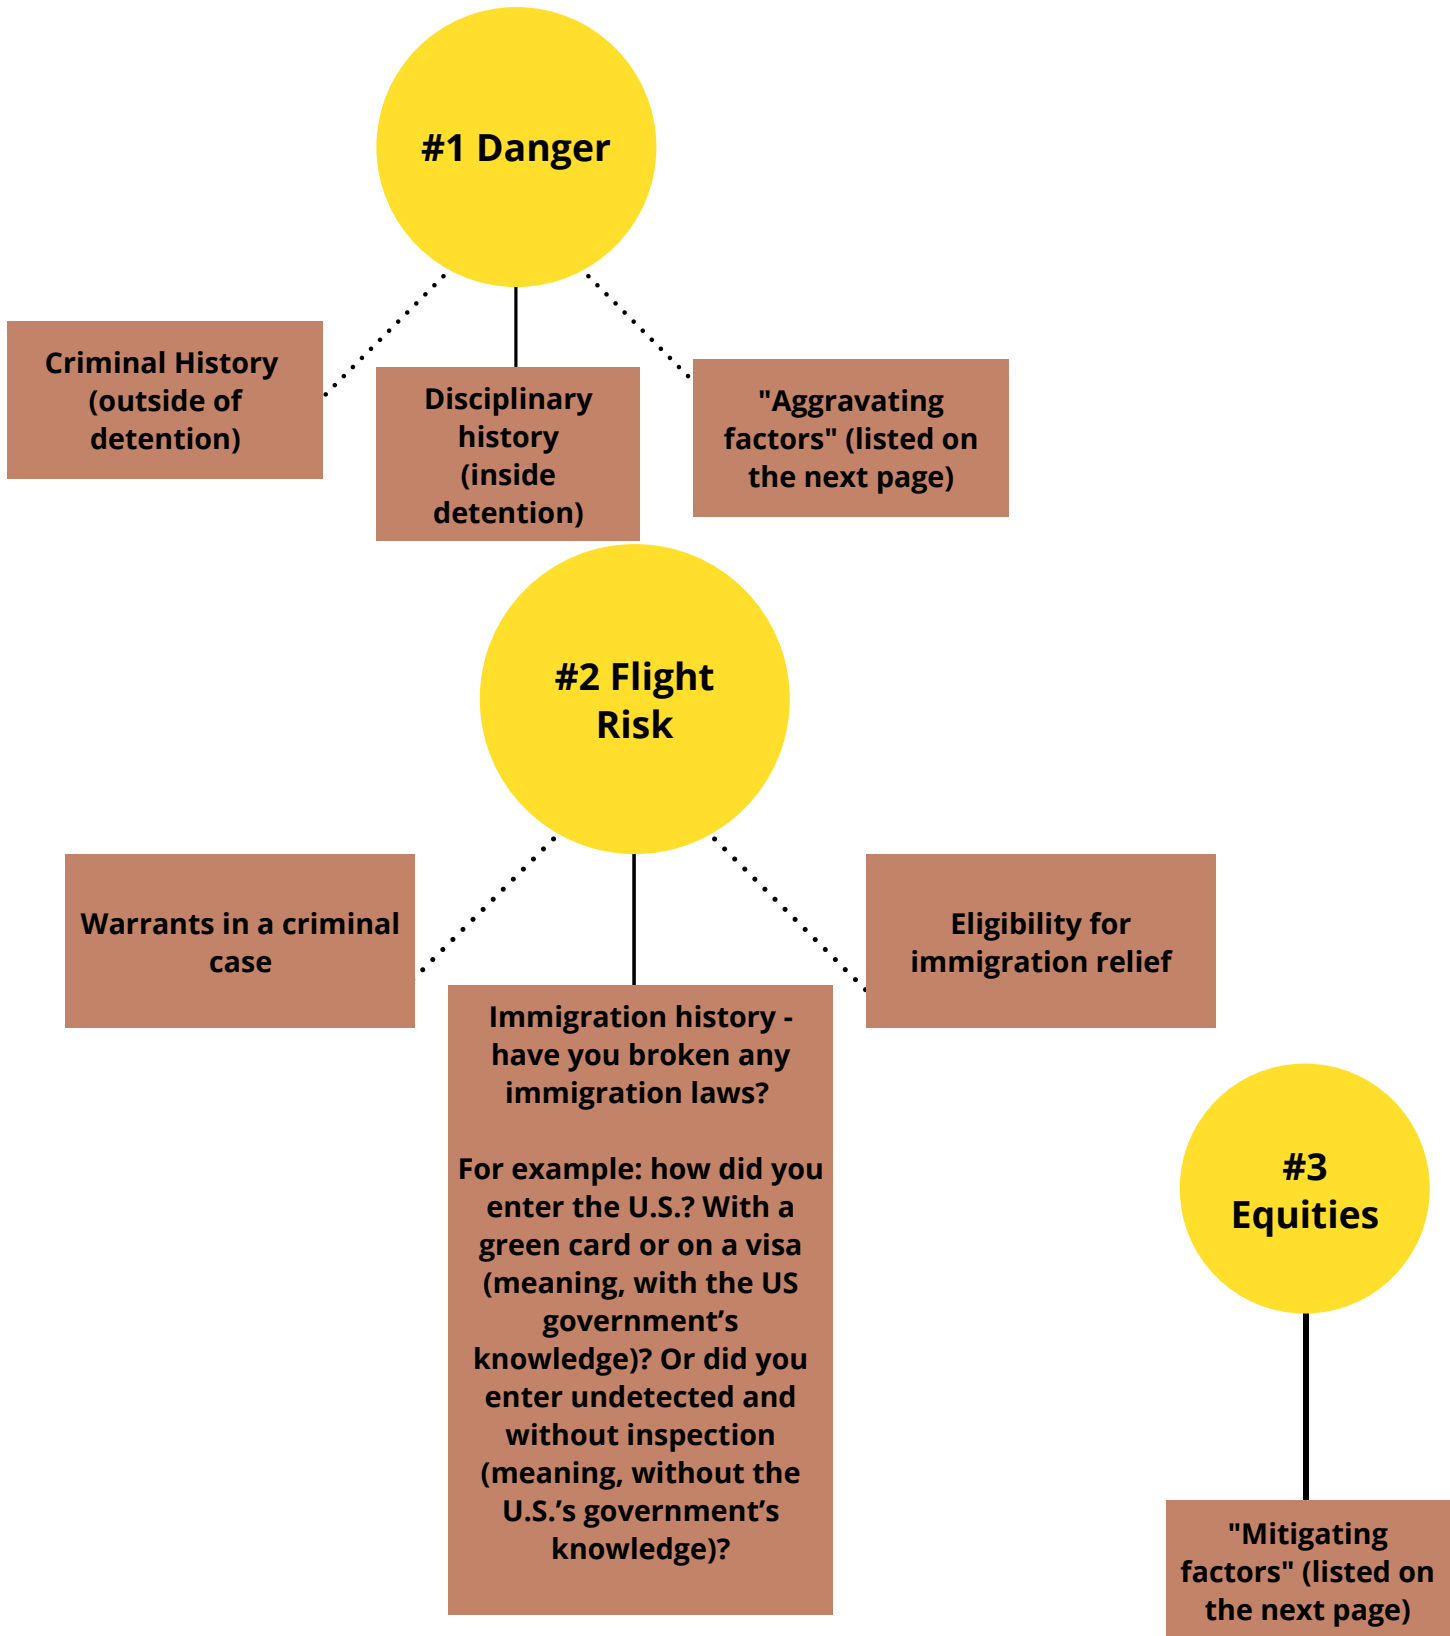 #1 Danger
Criminal History
(outside of
detention)
Disciplinary
history
(inside
detention)
"Aggravating
factors" (listed on
the next page)
#2 Flight
Risk
Warrants in a criminal
case
Immigration history -
have you broken any
immigration laws?
For example: how did you
enter the U.S.? With a
green card or on a visa
(meaning, with the US
government’s
knowledge)? Or did you
enter undetected and
without inspection
(meaning, without the
U.S.’s government’s
knowledge)?
Eligibility for
immigration relief
#3
Equities
"Mitigating
factors" (listed on
the next page)